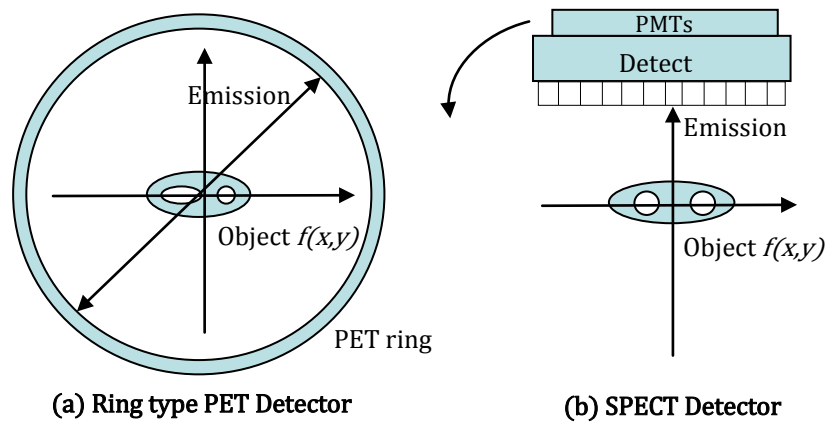 Emission
Object f(x,y)
PET ring
(a) Ring type PET Detector
PMTs
Detect
Emission
Object f(x,y)
(b) SPECT Detector